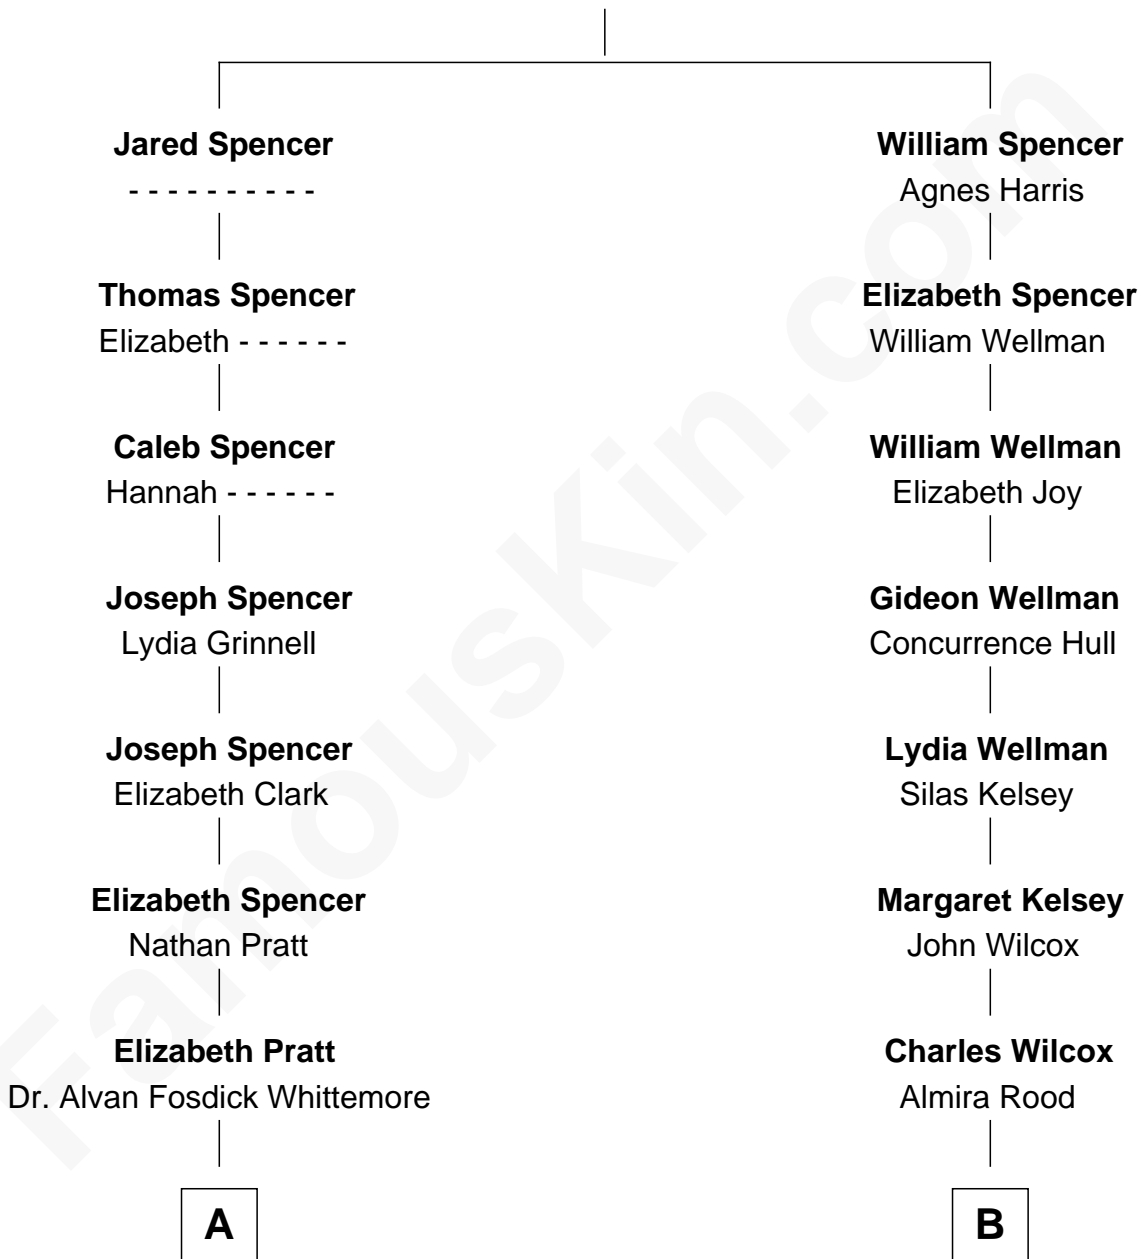 Jared Spencer
- - - - - - - - - -
Thomas Spencer
Elizabeth - - - - - -
Caleb Spencer
Hannah - - - - - -
Joseph Spencer
Lydia Grinnell
Joseph Spencer
Elizabeth Clark
Elizabeth Spencer
Nathan Pratt
Elizabeth Pratt
Dr. Alvan Fosdick Whittemore
A
William Spencer
Agnes Harris
Elizabeth Spencer
William Wellman
William Wellman
Elizabeth Joy
Gideon Wellman
Concurrence Hull
Lydia Wellman
Silas Kelsey
Margaret Kelsey
John Wilcox
Charles Wilcox
Almira Rood
B
FamousKin.com